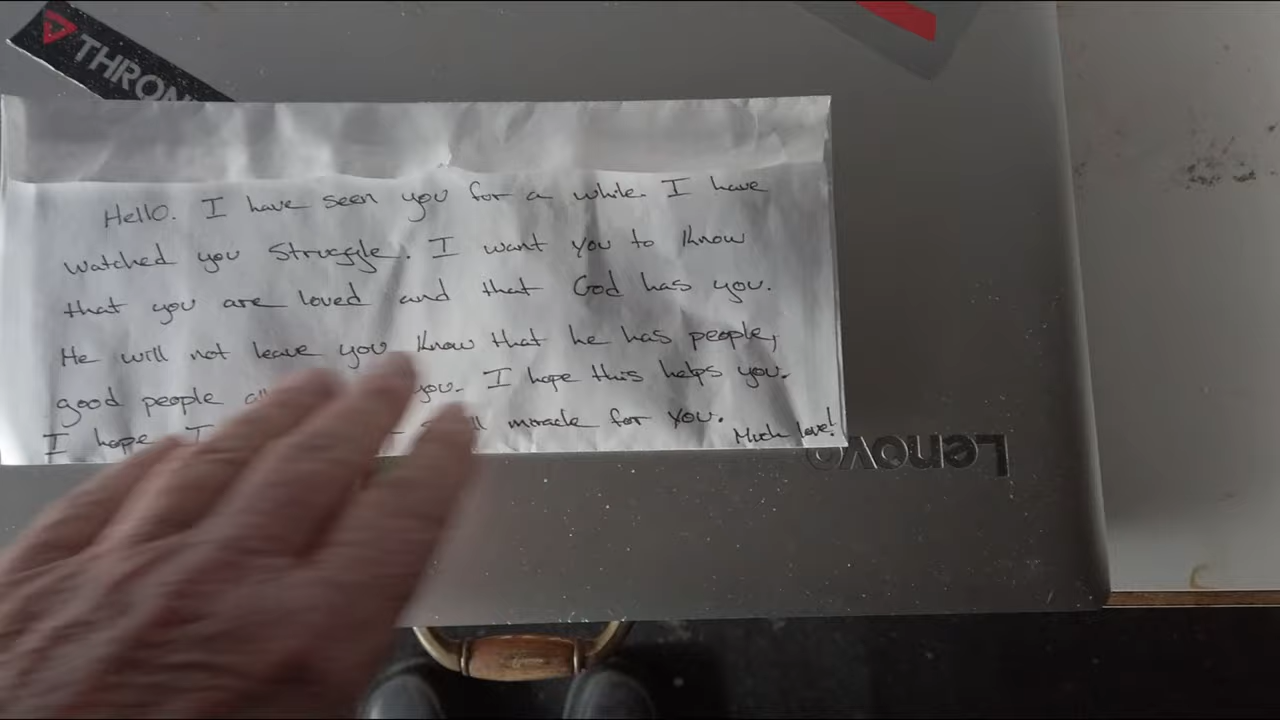 THRON
Hello. I have seen you for a while. I have
watched you struggle. I want you to know
that you are loved and that God has you.
He will not leave you know that he has people,
good people you. I hope this helps you.
I hope I miracle for you. Much love!
Lenovo